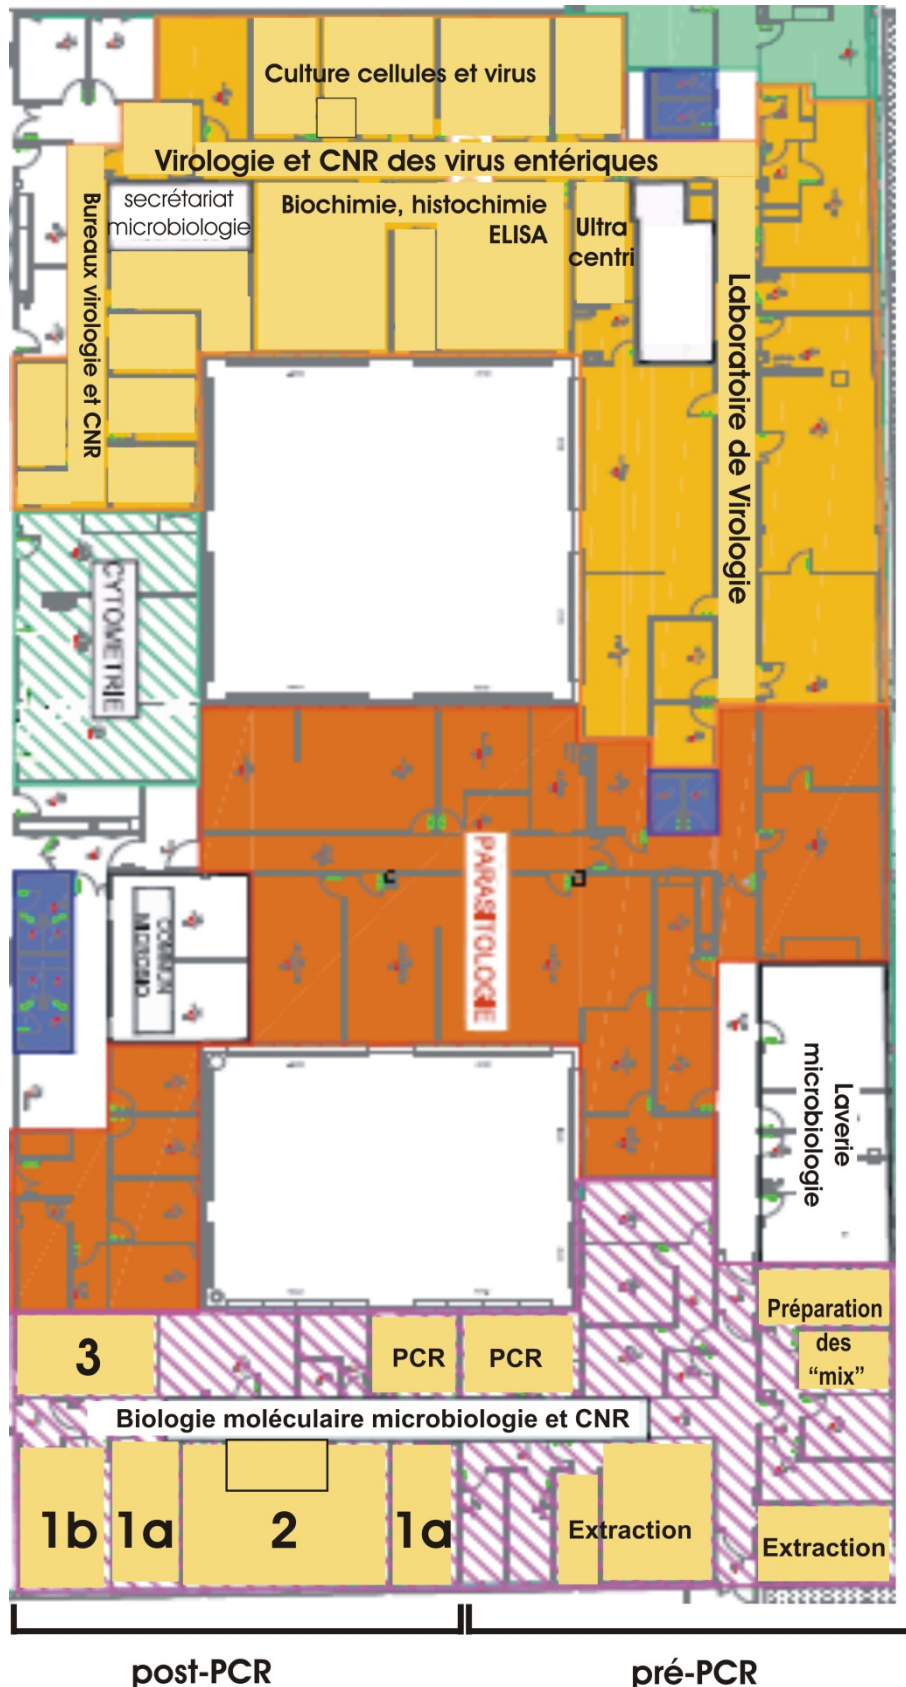 Culture cellules et virus
Virologie et CNR des virus entériques
Bureaux virologie et CNR
secrétariat
microbiologie
Biochimie, histochimie
ELISA
Ultra
centri
Laboratoire de Virologie
CYTOMETRIE
PARASITOLOGIE
COMMUN
MICROBIO
Laverie
microbiologie
3
PCR
PCR
Préparation
des
“mix”
Biologie moléculaire microbiologie et CNR
1b
1a
2
1a
Extraction
Extraction
post-PCR
pré-PCR